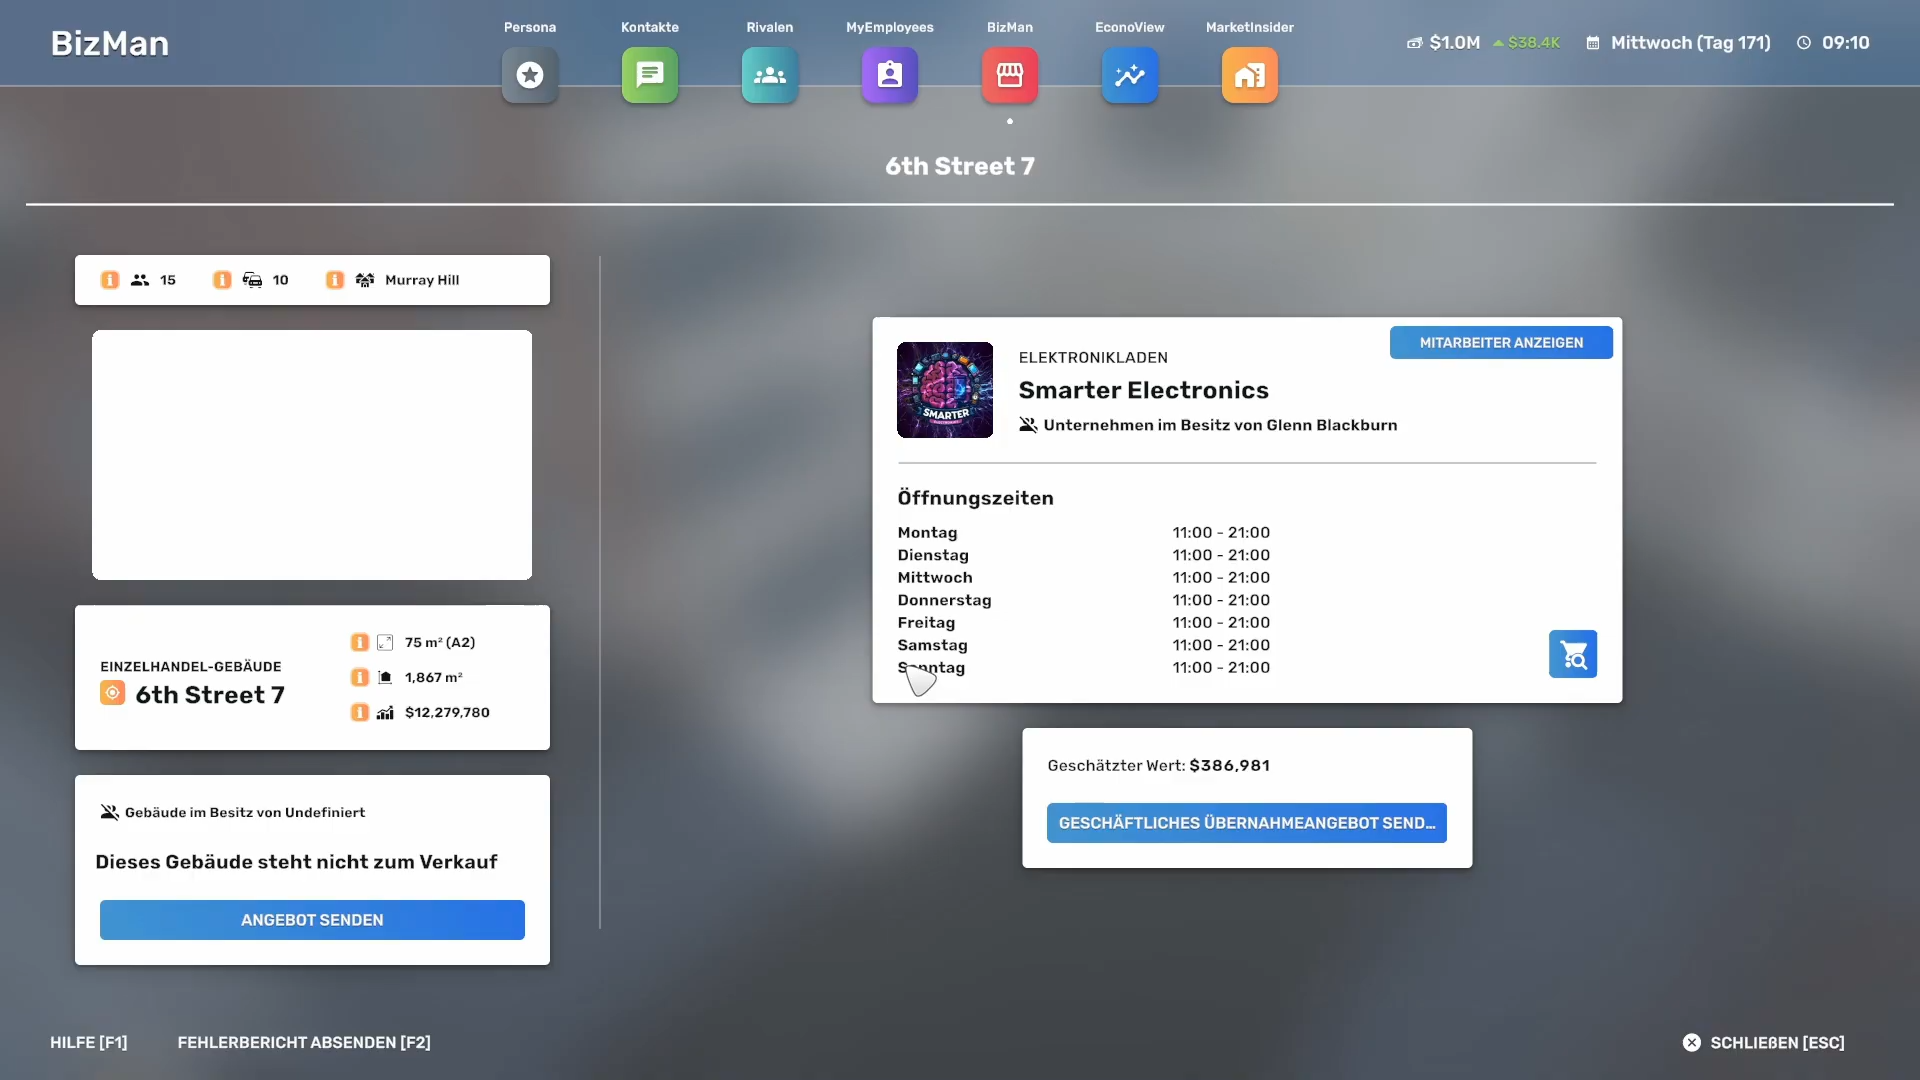 BizMan
Persona
Kontakte
Rivalen
MyEmployees
BizMan
EconoView
MarketInsider
$1.0M
$38.4K
Mittwoch (Tag 171)
09:10
6th Street 7
15
10
Murray Hill
EINZELHANDEL-GEBÄUDE
6th Street 7
75 m² (A2)
1,867 m²
$12,279,780
Gebäude im Besitz von Undefiniert
Dieses Gebäude steht nicht zum Verkauf
ANGEBOT SENDEN
MITARBEITER ANZEIGEN
SMARTER
ELEKTRONIKLADEN
Smarter Electronics
Unternehmen im Besitz von Glenn Blackburn
Öffnungszeiten
Montag 11:00 - 21:00
Dienstag 11:00 - 21:00
Mittwoch 11:00 - 21:00
Donnerstag 11:00 - 21:00
Freitag 11:00 - 21:00
Samstag 11:00 - 21:00
Sonntag 11:00 - 21:00
Geschätzter Wert: $386,981
GESCHÄFTLICHES ÜBERNAHMEANGEBOT SEND...
HILFE [F1]
FEHLERBERICHT ABSENDEN [F2]
SCHLIEßEN [ESC]